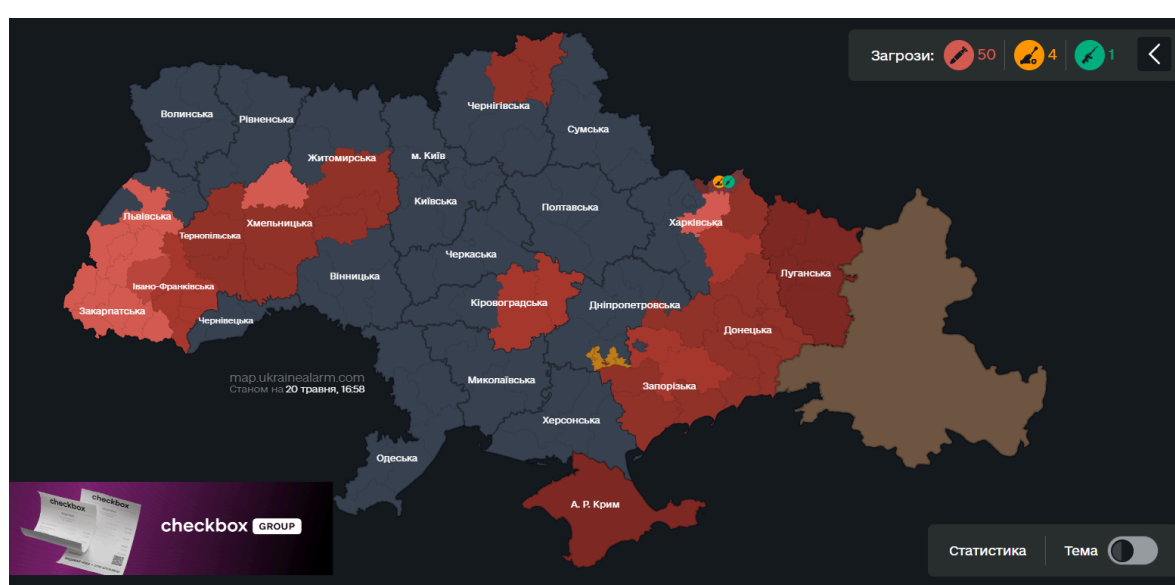 Загрози: 50 4 1
Чернігівська
Волинська
Рівненська
Сумська
Житомирська
м. Київ
Київська
Полтавська
Львівська
Хмельницька
Харківська
Тернопільська
Черкаська
Вінницька
Луганська
Івано-Франківська
Кіровоградська
Дніпропетровська
Закарпатська
Чернівецька
Донецька
map.ukrainealarm.com
Станом на 20 травня, 16:58
Миколаївська
Запорізька
Херсонська
Одеська
А. Р. Крим
checkbox
checkbox
checkbox GROUP
Статистика
Тема